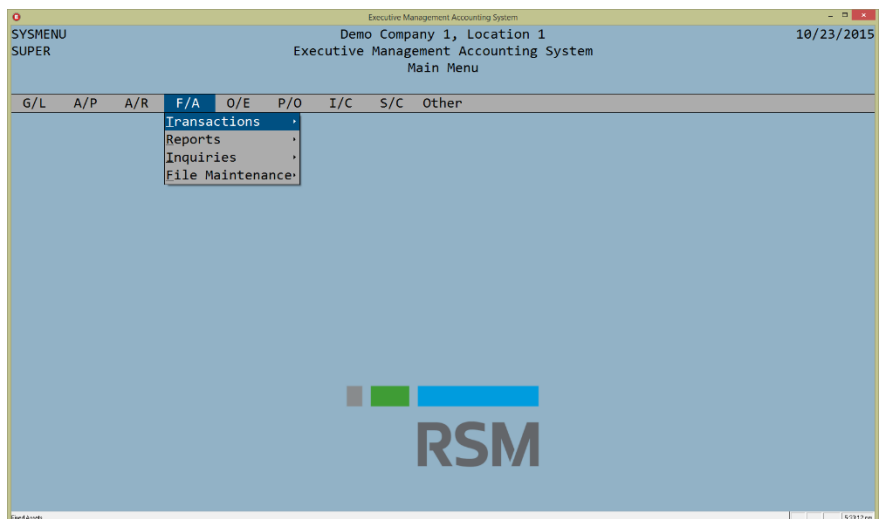 Executive Management Accounting System
SYSMENU Demo Company 1, Location 1 10/23/2015
SUPER Executive Management Accounting System
Main Menu
G/L A/P A/R F/A O/E P/O I/C S/C Other
Transactions
Reports
Inquiries
File Maintenance
RSM
Fixed Assets